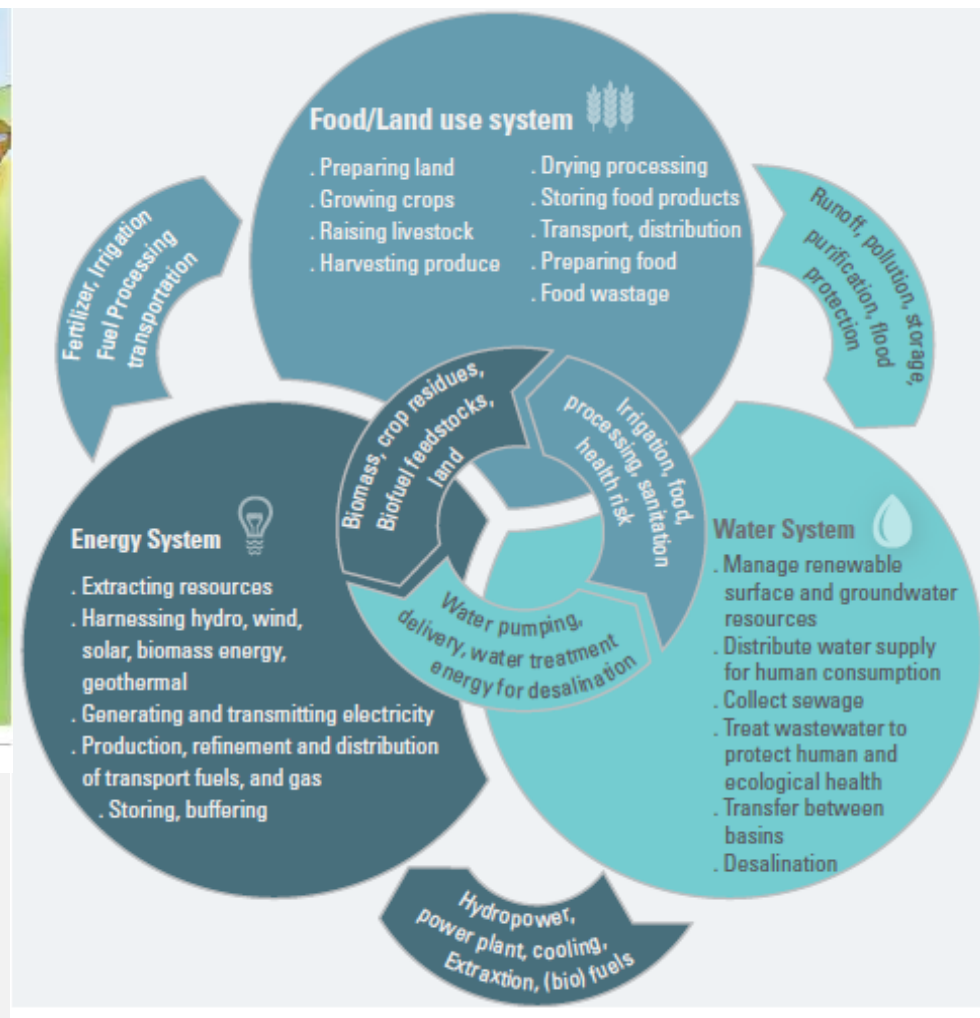 Food/Land use system
. Preparing land
. Growing crops
. Raising livestock
. Harvesting produce
. Drying processing
. Storing food products
. Transport, distribution
. Preparing food
. Food wastage
Fertilizer, Irrigation
Fuel Processing
transportation
Runoff, pollution, storage,
purification, flood
protection
Biomass, crop residues,
Biofuel feedstocks,
land
Irrigation, food,
processing, sanitation
health risk
Water pumping,
delivery, water treatment
energy for desalination
Energy System
. Extracting resources
. Harnessing hydro, wind,
solar, biomass energy,
geothermal
. Generating and transmitting electricity
. Production, refinement and distribution
of transport fuels, and gas
. Storing, buffering
Water System
. Manage renewable
surface and groundwater
resources
. Distribute water supply
for human consumption
. Collect sewage
. Treat wastewater to
protect human and
ecological health
. Transfer between
basins
. Desalination
Hydropower,
power plant, cooling,
Extraxtion, (bio) fuels